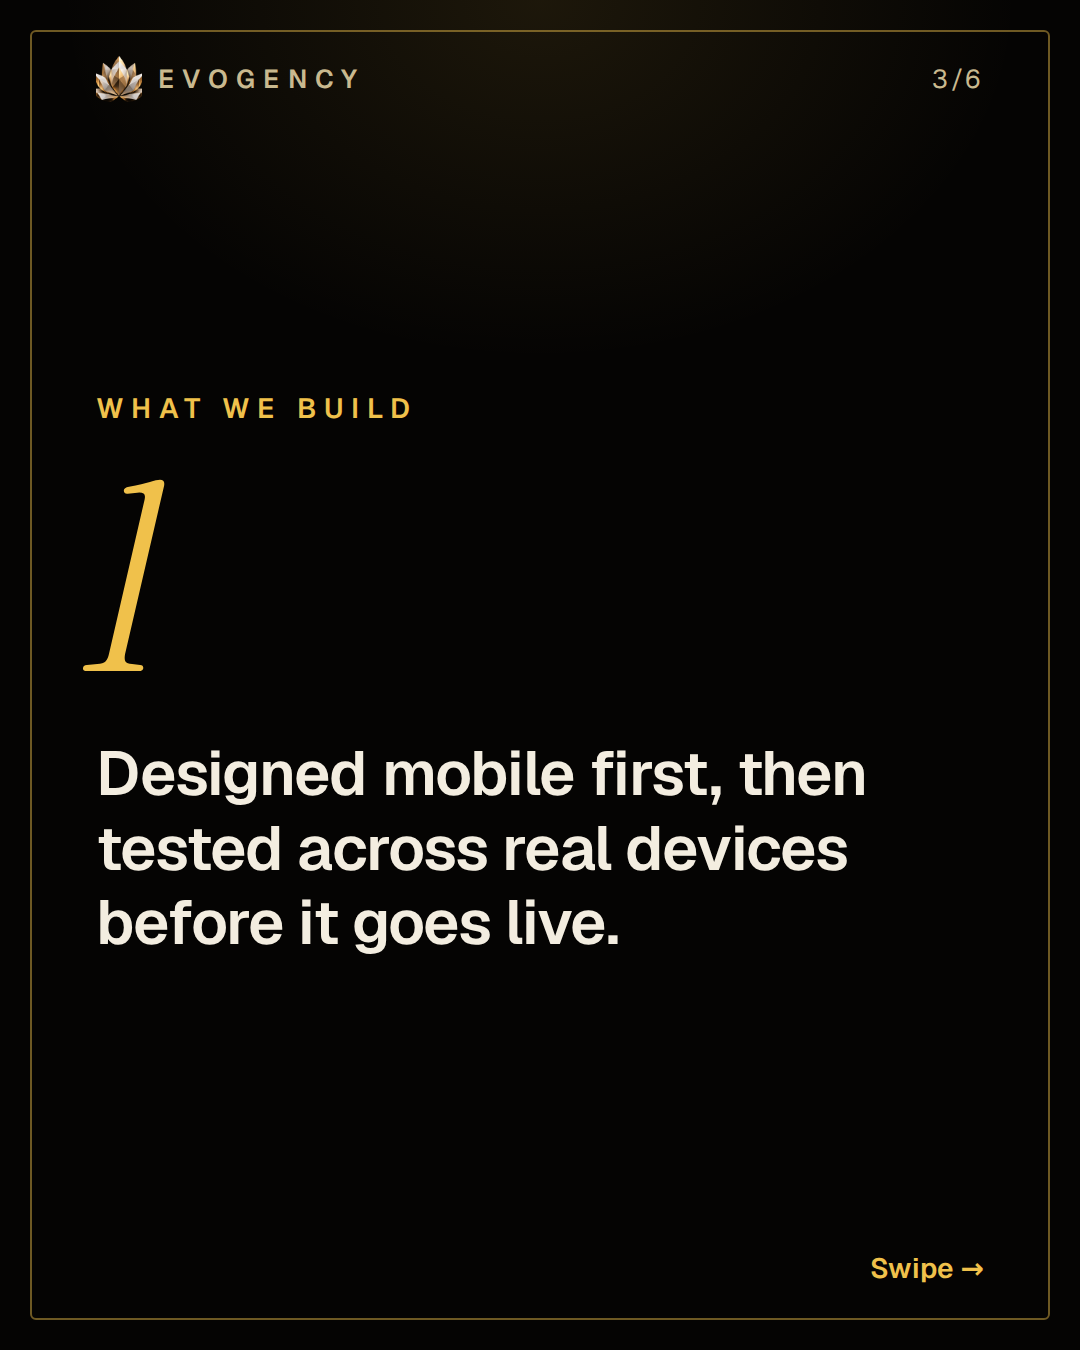 EVOGENCY
3/6
WHAT WE BUILD
1
Designed mobile first, then
tested across real devices
before it goes live.
Swipe →